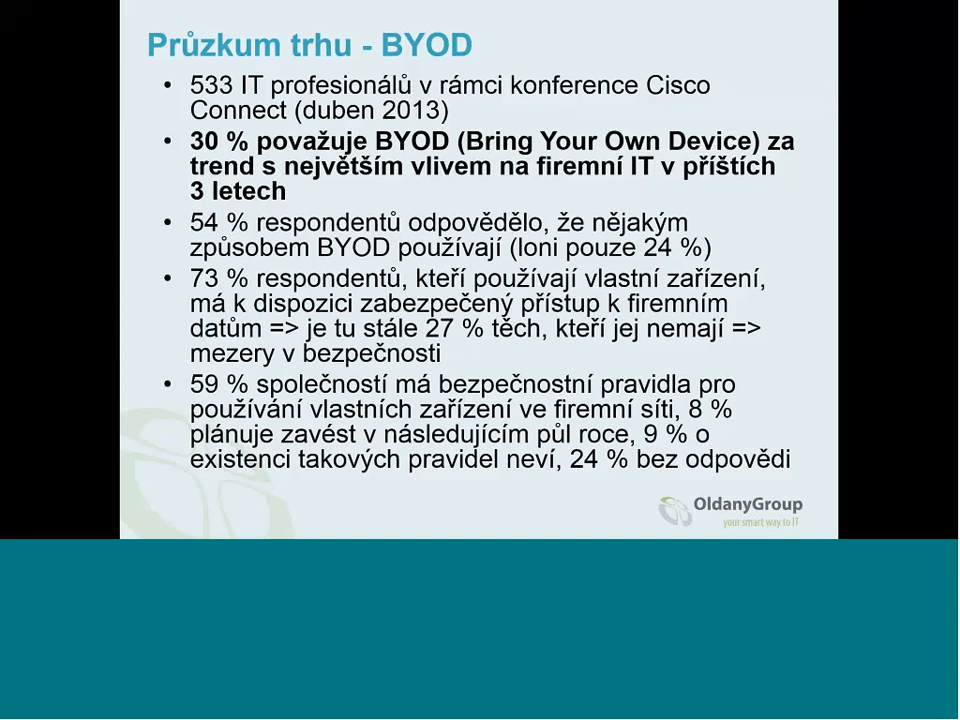 Průzkum trhu - BYOD
• 533 IT profesionálů v rámci konference Cisco
Connect (duben 2013)
• 30 % považuje BYOD (Bring Your Own Device) za
trend s největším vlivem na firemní IT v příštích
3 letech
• 54 % respondentů odpovědělo, že nějakým
způsobem BYOD používají (loni pouze 24 %)
• 73 % respondentů, kteří používají vlastní zařízení,
má k dispozici zabezpečený přístup k firemním
datům => je tu stále 27 % těch, kteří jej nemají =>
mezery v bezpečnosti
• 59 % společností má bezpečnostní pravidla pro
používání vlastních zařízení ve firemní síti, 8 %
plánuje zavést v následujícím půl roce, 9 % o
existenci takových pravidel neví, 24 % bez odpovědi
OldanyGroup
your smart way to IT